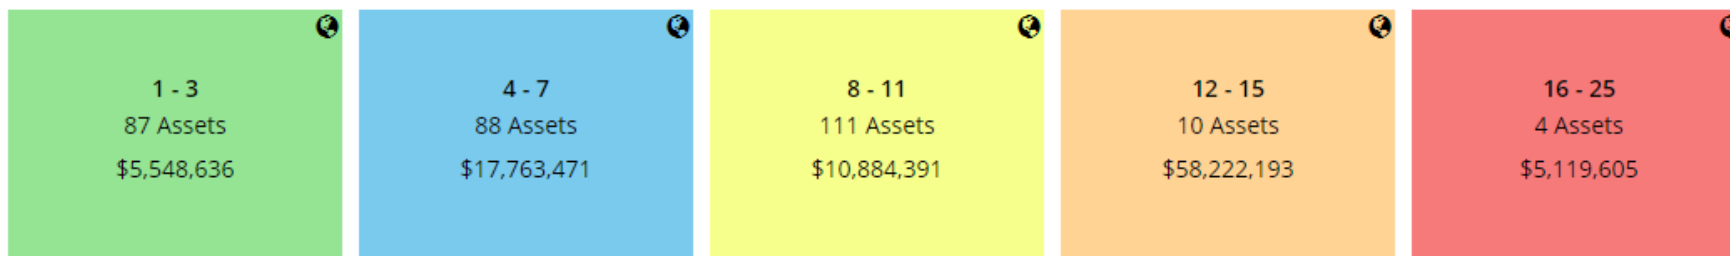 1 - 3
87 Assets
$5,548,636
4 - 7
88 Assets
$17,763,471
8 - 11
111 Assets
$10,884,391
12 - 15
10 Assets
$58,222,193
16 - 25
4 Assets
$5,119,605